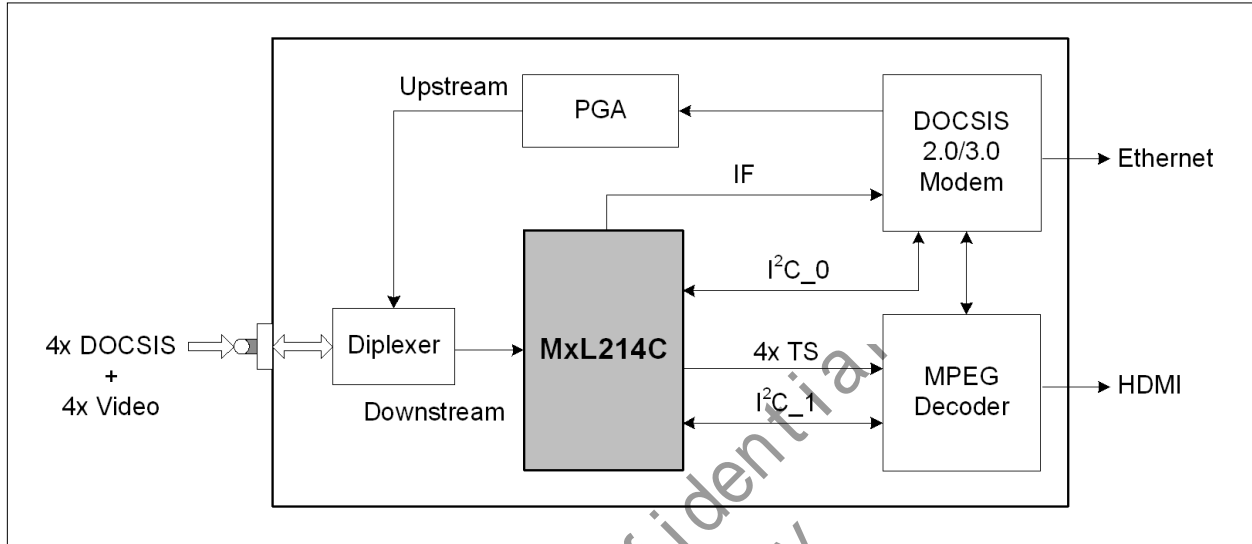 Upstream
PGA
DOCSIS
2.0/3.0
Modem
Ethernet
IF
I²C_0
4x DOCSIS
+
4x Video
Diplexer
Downstream
MxL214C
4x TS
I²C_1
MPEG
Decoder
HDMI